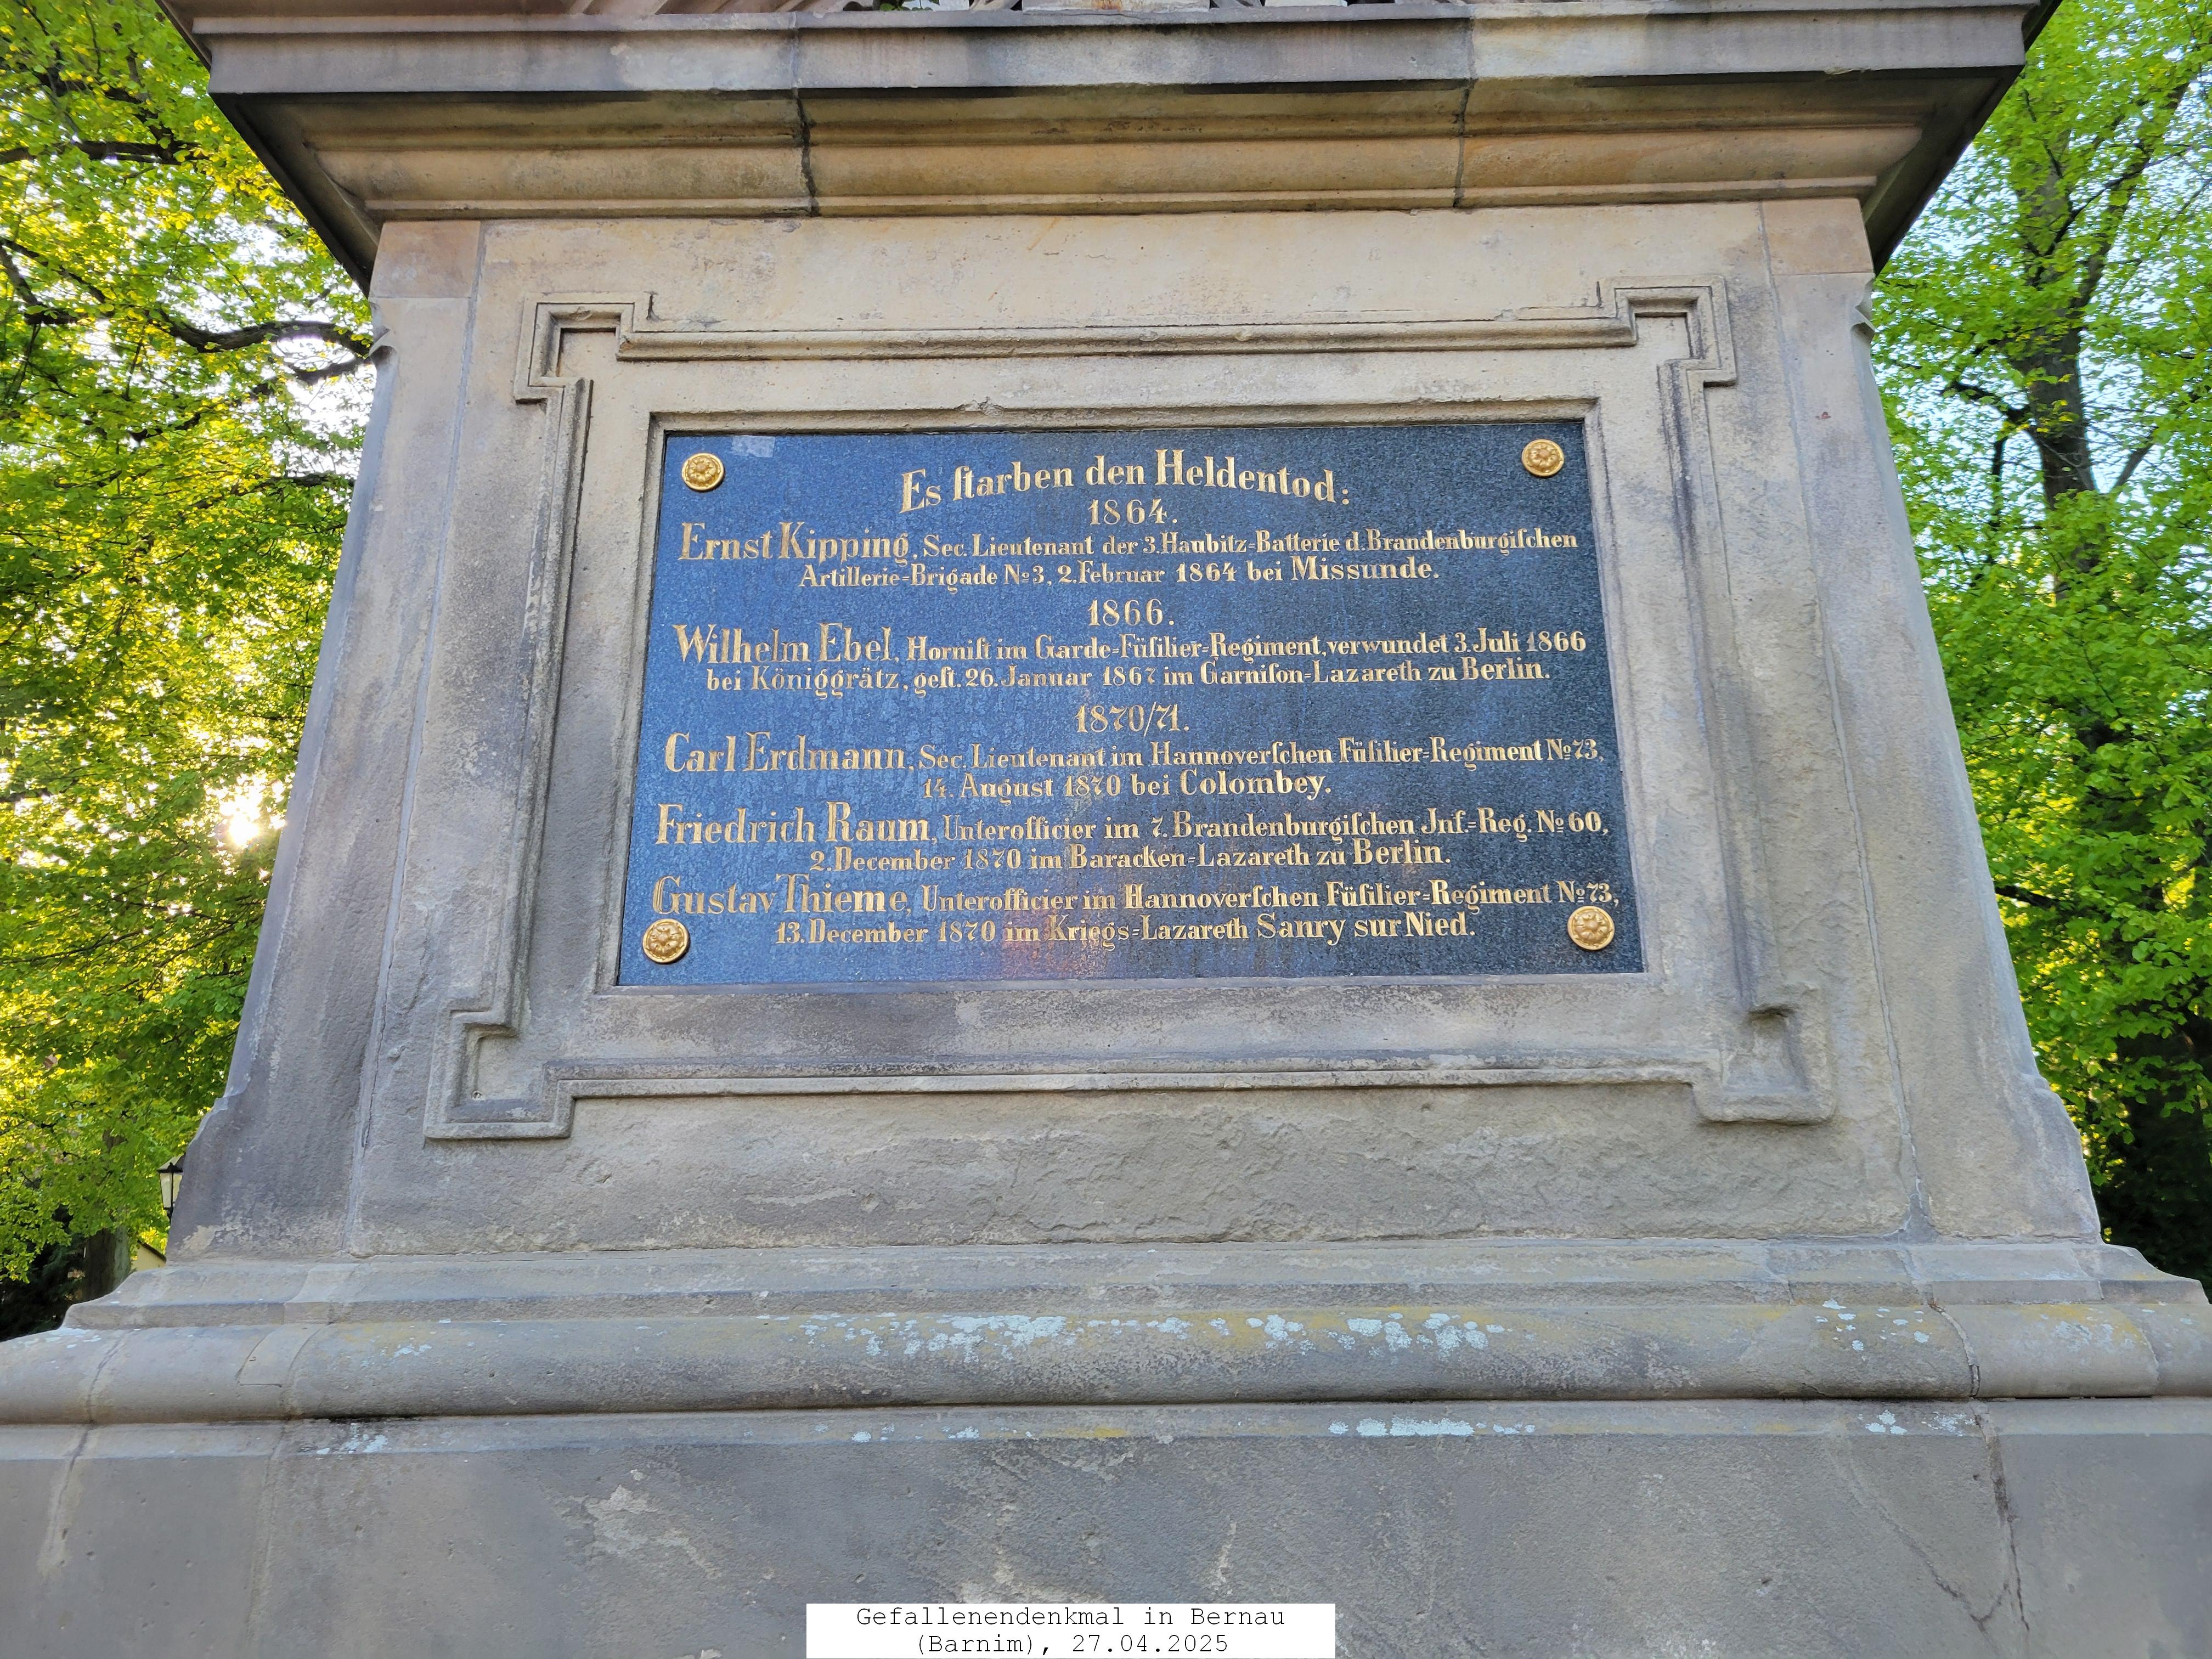 Es ſtarben den Heldentod:
1864.
Ernst Kipping, Sec. Lieutenant der 3. Haubitz=Batterie d. Brandenburgiſchen
Artillerie=Brigade No 3, 2. Februar 1864 bei Missunde.
1866.
Wilhelm Ebel, Horniſt im Garde=Füſilier=Regiment, verwundet 3. Juli 1866
bei Königgrätz, geſt. 26. Januar 1867 im Garniſon=Lazareth zu Berlin.
1870/71.
Carl Erdmann, Sec. Lieutenant im Hannoverſchen Füſilier=Regiment No 73,
14. August 1870 bei Colombey.
Friedrich Raum, Unterofficier im 7. Brandenburgiſchen Jnf.=Reg. No 60,
2. December 1870 im Baracken=Lazareth zu Berlin.
Gustav Thieme, Unterofficier im Hannoverſchen Füſilier=Regiment No 73,
13. December 1870 im Kriegs=Lazareth Sanry sur Nied.
Gefallenendenkmal in Bernau
(Barnim), 27.04.2025